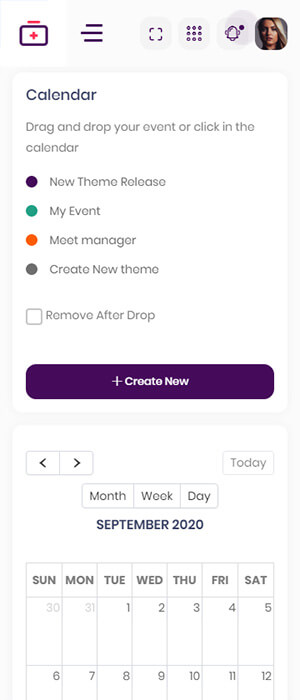 Calendar
Drag and drop your event or click in the
calendar
New Theme Release
My Event
Meet manager
Create New theme
Remove After Drop
+ Create New
< > Today
Month Week Day
SEPTEMBER 2020
SUN MON TUE WED THU FRI SAT
30 31 1 2 3 4 5
6 7 8 9 10 11 12